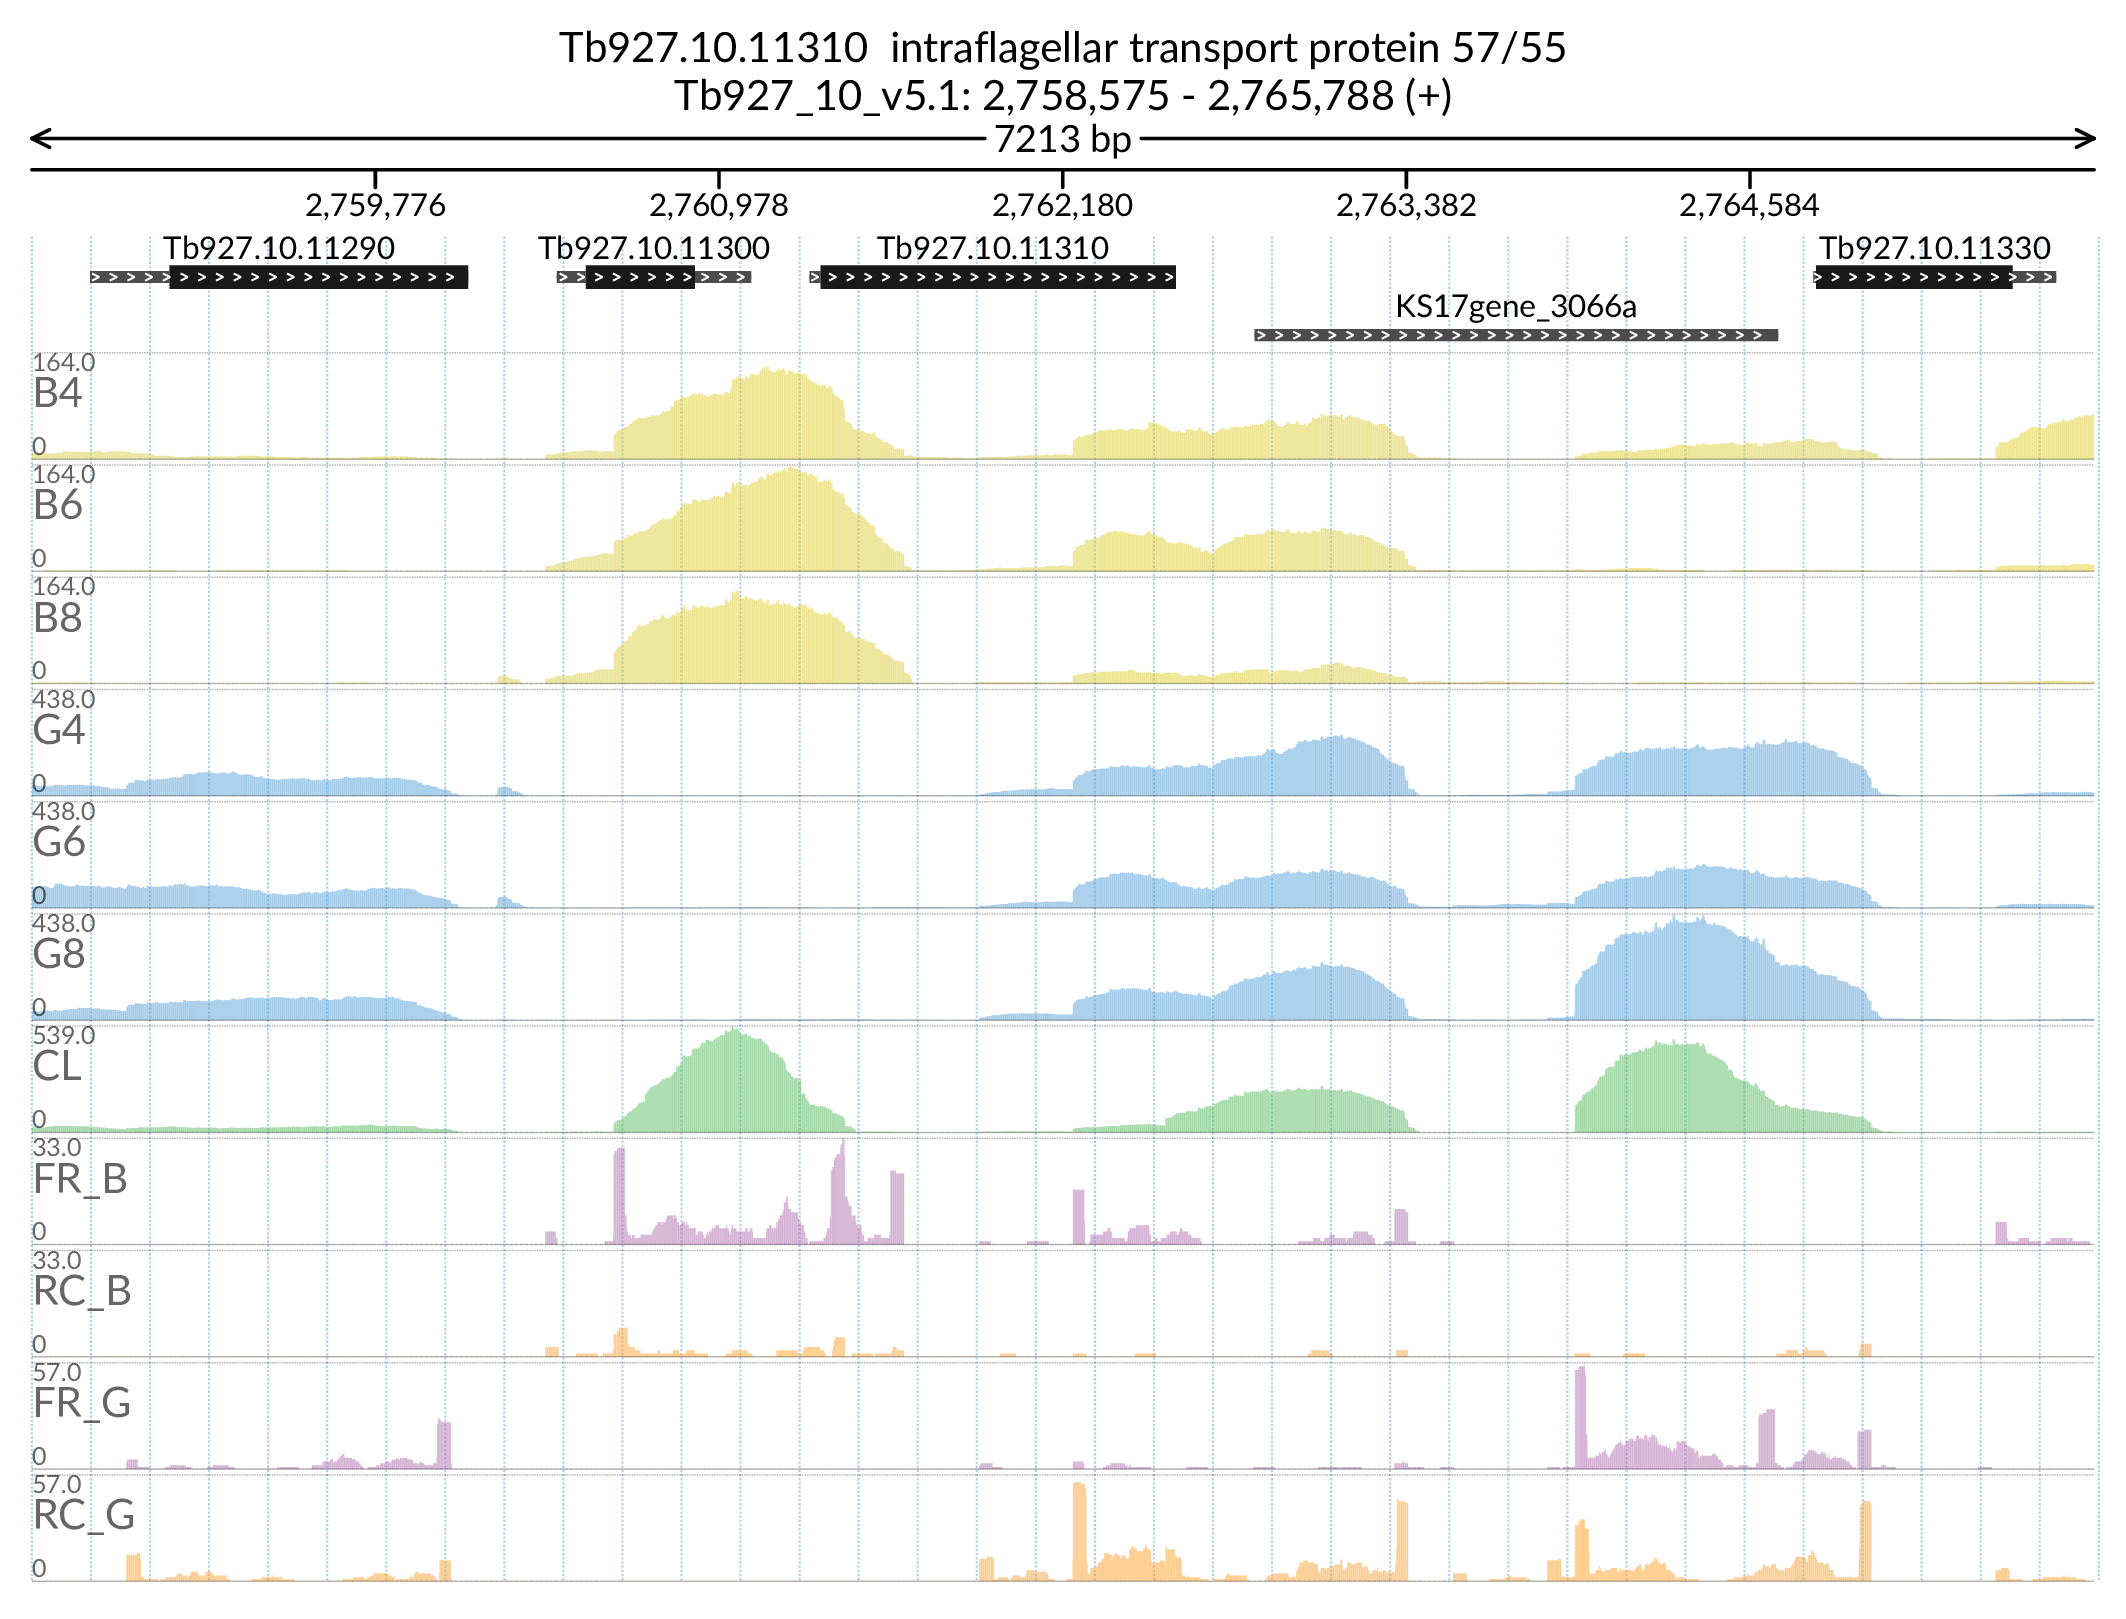 Tb927.10.11310  intraflagellar transport protein 57/55
Tb927_10_v5.1: 2,758,575 - 2,765,788 (+)
7213 bp
2,759,776 2,760,978 2,762,180 2,763,382 2,764,584
Tb927.10.11290 Tb927.10.11300 Tb927.10.11310 Tb927.10.11330
KS17gene_3066a
164.0
B4
0
164.0
B6
0
164.0
B8
0
438.0
G4
0
438.0
G6
0
438.0
G8
0
539.0
CL
0
33.0
FR_B
0
33.0
RC_B
0
57.0
FR_G
0
57.0
RC_G
0